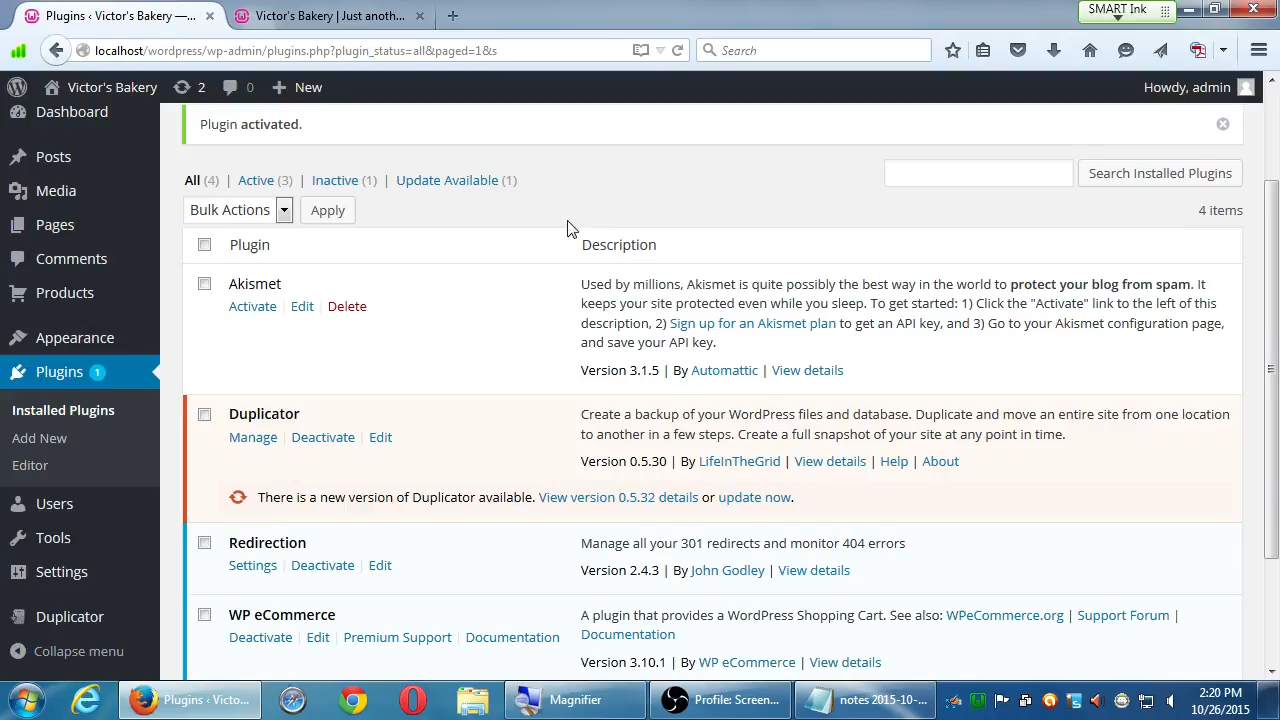 Plugins ‹ Victor's Bakery —...
Victor's Bakery | Just anoth...
SMART Ink
localhost/wordpress/wp-admin/plugins.php?plugin_status=all&paged=1&s
Search
Victor's Bakery
2
0
New
Howdy, admin
Dashboard
Posts
Media
Pages
Comments
Products
Appearance
Plugins 1
Installed Plugins
Add New
Editor
Users
Tools
Settings
Duplicator
Collapse menu
Plugin activated.
All (4) | Active (3) | Inactive (1) | Update Available (1)
Search Installed Plugins
Bulk Actions
Apply
4 items
Plugin
Description
Akismet
Activate | Edit | Delete
Used by millions, Akismet is quite possibly the best way in the world to protect your blog from spam. It
keeps your site protected even while you sleep. To get started: 1) Click the "Activate" link to the left of this
description, 2) Sign up for an Akismet plan to get an API key, and 3) Go to your Akismet configuration page,
and save your API key.
Version 3.1.5 | By Automattic | View details
Duplicator
Manage | Deactivate | Edit
Create a backup of your WordPress files and database. Duplicate and move an entire site from one location
to another in a few steps. Create a full snapshot of your site at any point in time.
Version 0.5.30 | By LifeInTheGrid | View details | Help | About
There is a new version of Duplicator available. View version 0.5.32 details or update now.
Redirection
Settings | Deactivate | Edit
Manage all your 301 redirects and monitor 404 errors
Version 2.4.3 | By John Godley | View details
WP eCommerce
Deactivate | Edit | Premium Support | Documentation
A plugin that provides a WordPress Shopping Cart. See also: WPeCommerce.org | Support Forum |
Documentation
Version 3.10.1 | By WP eCommerce | View details
Plugins ‹ Victo...
Magnifier
Profile: Screen...
notes 2015-10-...
2:20 PM
10/26/2015